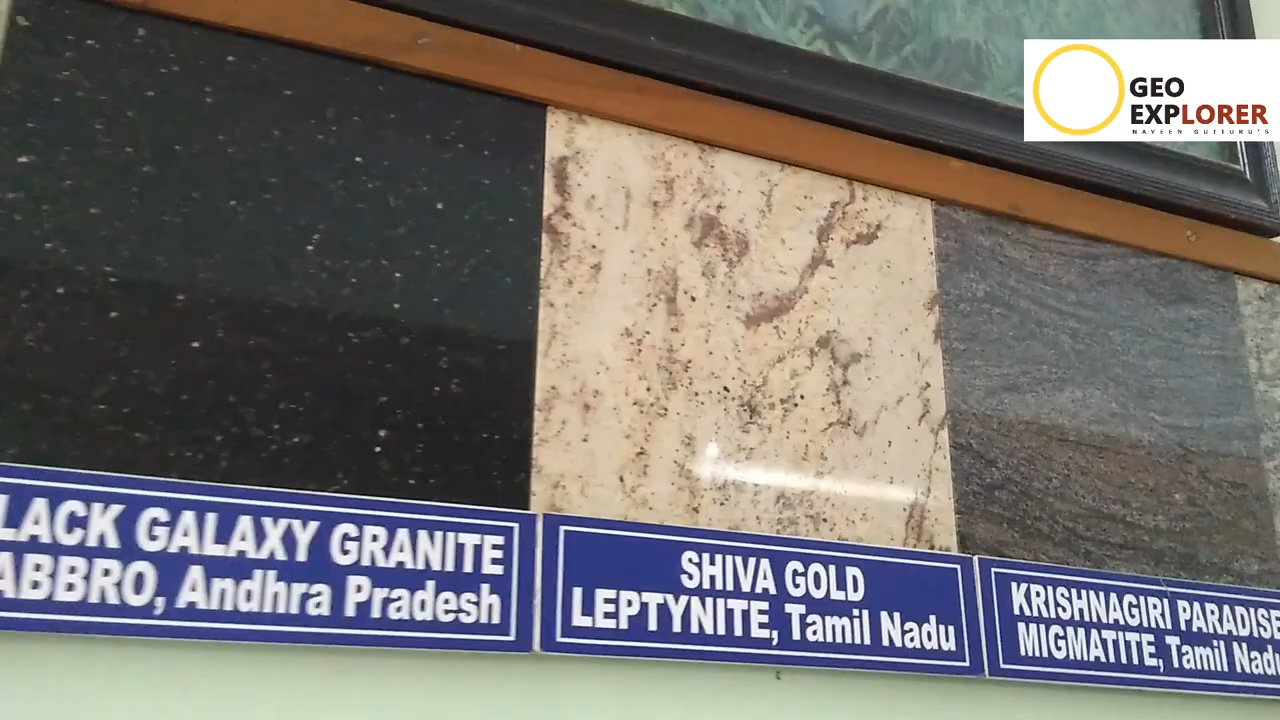 GEO
EXPLORER
NAVEEN GUTTURU'S
LACK GALAXY GRANITE
ABBRO, Andhra Pradesh
SHIVA GOLD
LEPTYNITE, Tamil Nadu
KRISHNAGIRI PARADISE
MIGMATITE, Tamil Nadu